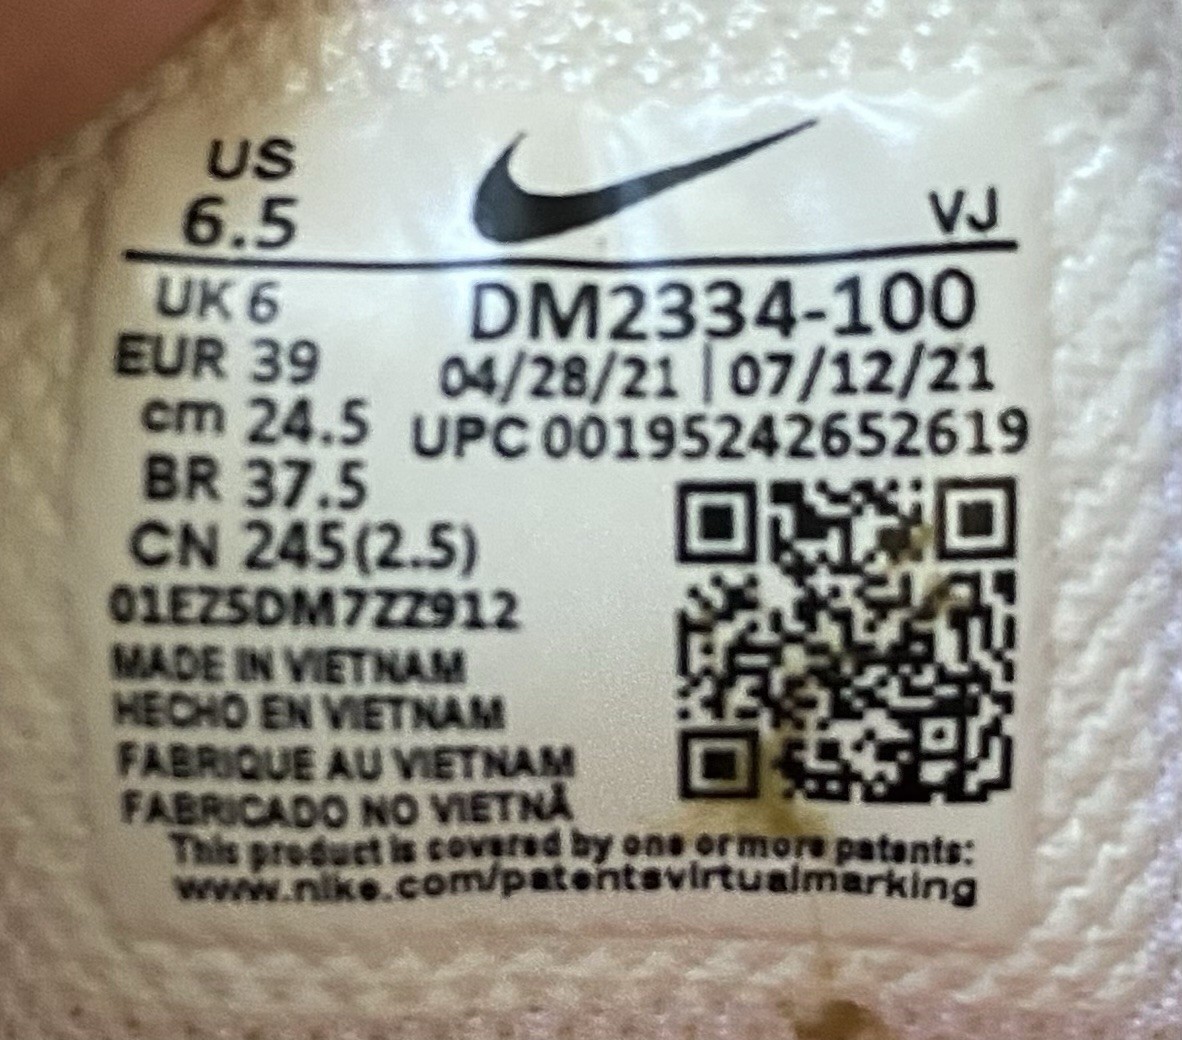 US
6.5
VJ
UK 6
DM2334-100
EUR 39
04/28/21 | 07/12/21
cm 24.5
UPC 00195242652619
BR 37.5
CN 245(2.5)
01EZSDM7ZZ912
MADE IN VIETNAM
HECHO EN VIETNAM
FABRIQUE AU VIETNAM
FABRICADO NO VIETNÃ
This product is covered by one or more patents:
www.nike.com/patentsvirtualmarking